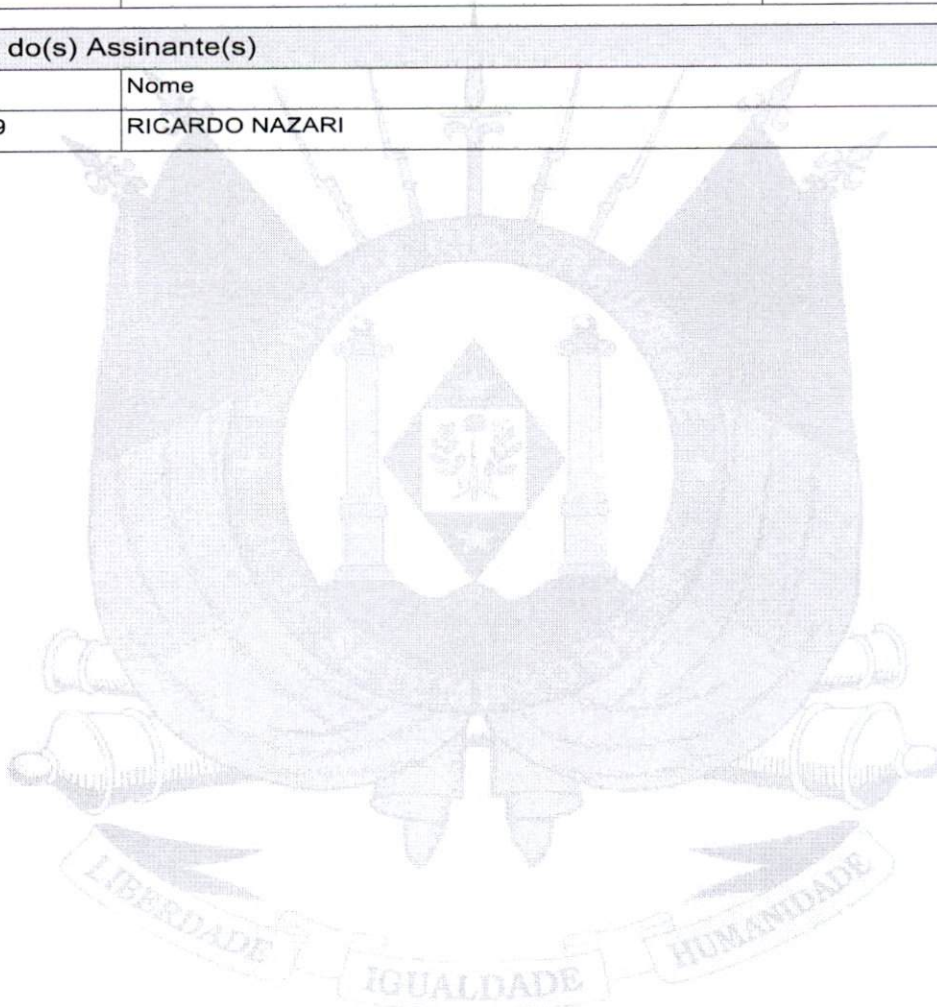 do(s) Assinante(s)
Nome
9 RICARDO NAZARI
LIBERDADE
IGUALDADE
HUMANIDADE